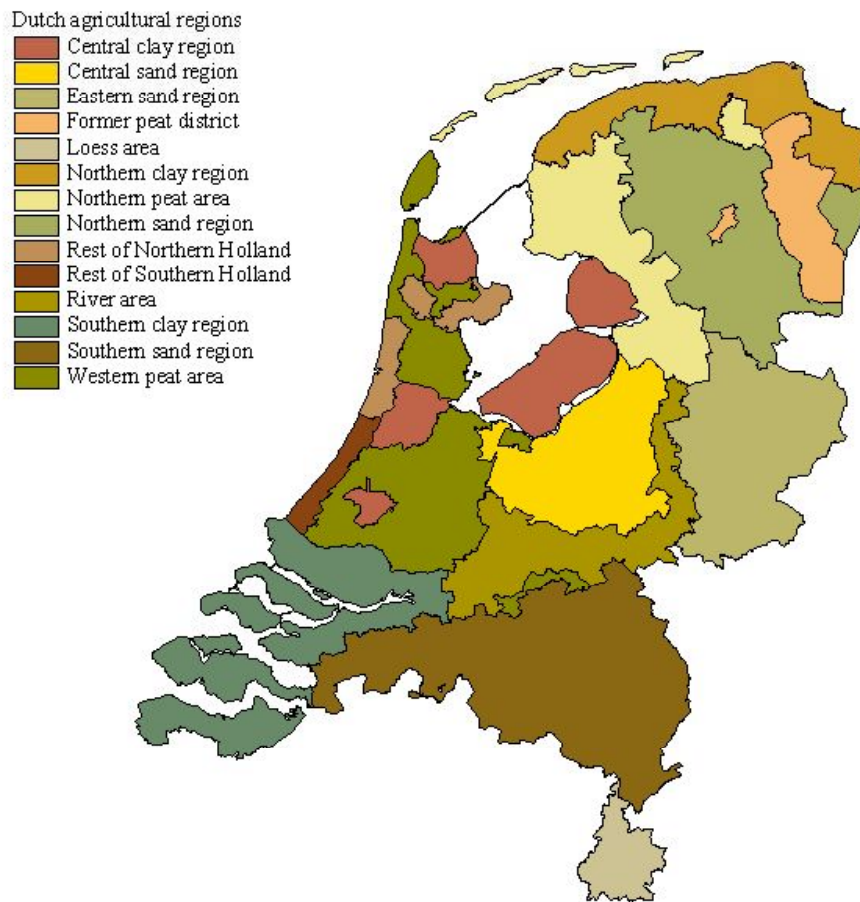 Dutch agricultural regions
Central clay region
Central sand region
Eastern sand region
Former peat district
Loess area
Northern clay region
Northern peat area
Northern sand region
Rest of Northern Holland
Rest of Southern Holland
River area
Southern clay region
Southern sand region
Western peat area